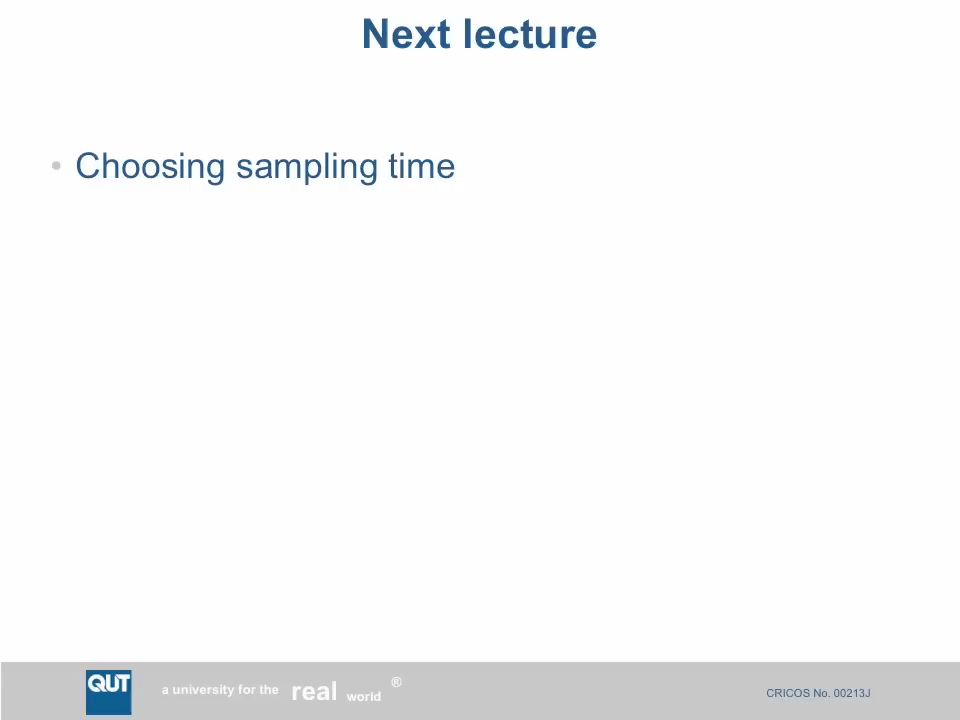 Next lecture
• Choosing sampling time
QUT
a university for the real world ®
CRICOS No. 00213J